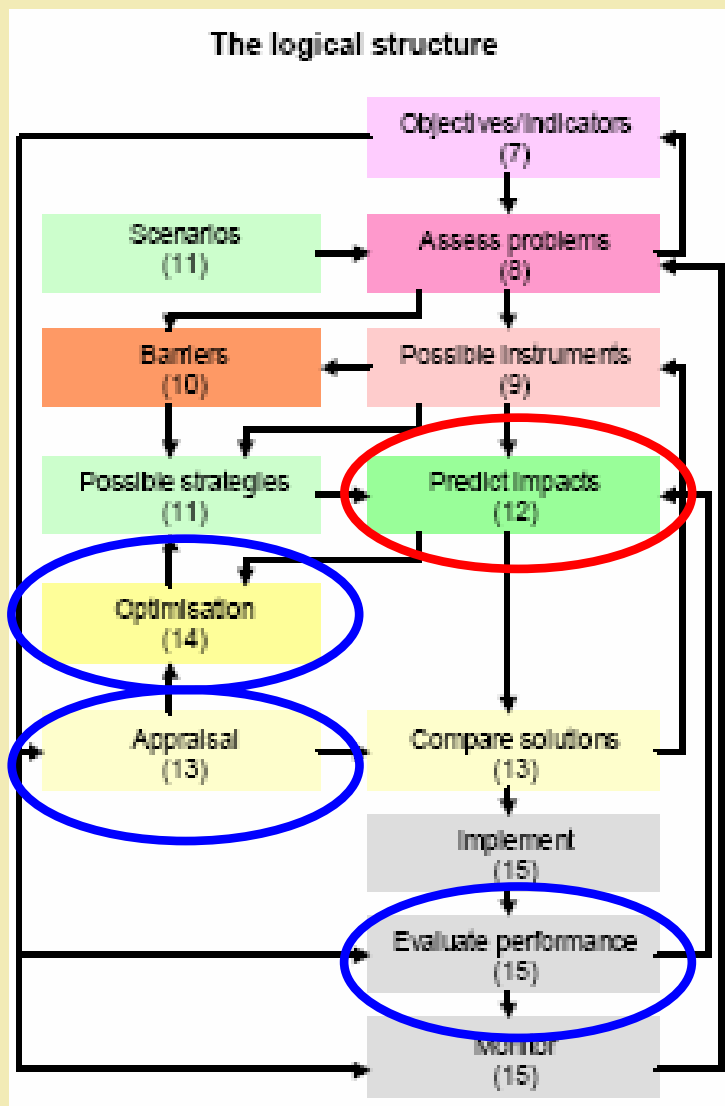 The logical structure
Objectives/Indicators
(7)
Scenarios
(11)
Assess problems
(8)
Barriers
(10)
Possible instruments
(9)
Possible strategies
(11)
Predict impacts
(12)
Optimisation
(14)
Appraisal
(13)
Compare solutions
(13)
Implement
(15)
Evaluate performance
(15)
Monitor
(15)